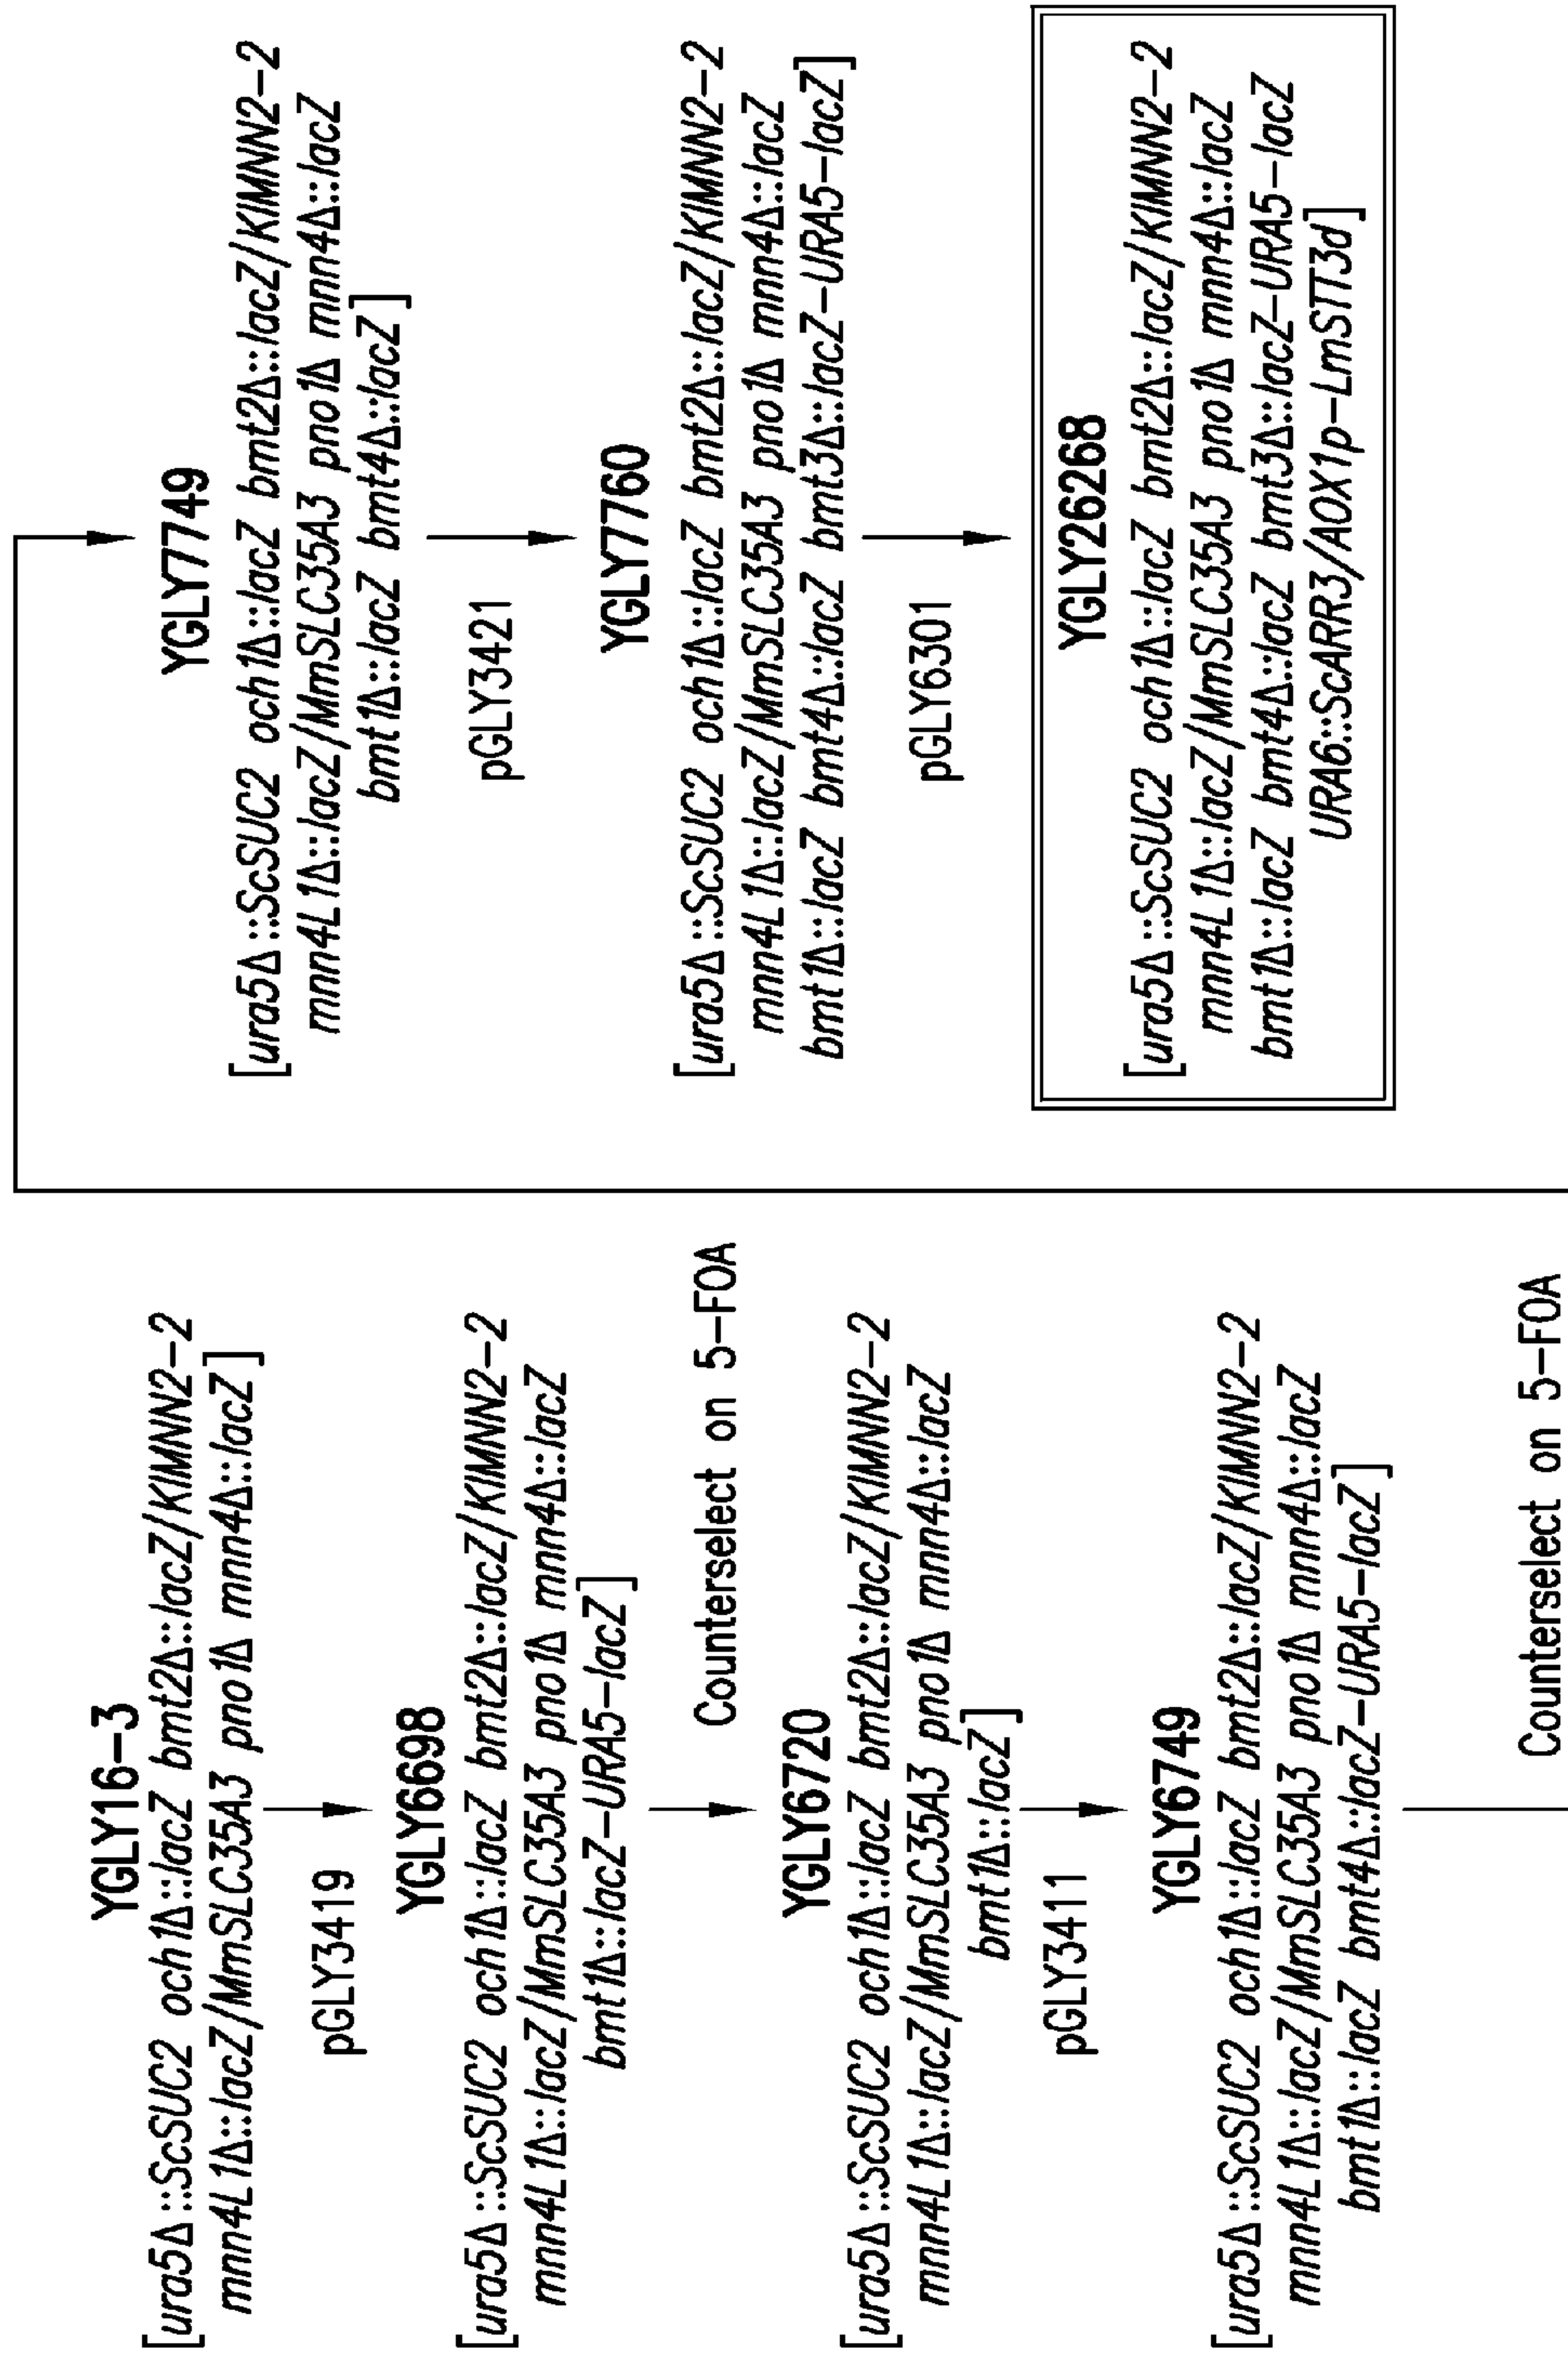 YGLY16-3
[ura5Δ::ScSUC2 och1Δ::lacZ bmt2Δ::lacZ/KlMNN2-2
mnn4L1Δ::lacZ/MmSLC35A3 pno1Δ mnn4Δ::lacZ]
pGLY3419
YGLY6698
[ura5Δ::ScSUC2 och1Δ::lacZ bmt2Δ::lacZ/KlMNN2-2
mnn4L1Δ::lacZ/MmSLC35A3 pno1Δ mnn4Δ::lacZ
bmt1Δ::lacZ-URA5-lacZ]
Counterselect on 5-FOA
YGLY6720
[ura5Δ::ScSUC2 och1Δ::lacZ bmt2Δ::lacZ/KlMNN2-2
mnn4L1Δ::lacZ/MmSLC35A3 pno1Δ mnn4Δ::lacZ
bmt1Δ::lacZ]
pGLY3411
YGLY6749
[ura5Δ::ScSUC2 och1Δ::lacZ bmt2Δ::lacZ/KlMNN2-2
mnn4L1Δ::lacZ/MmSLC35A3 pno1Δ mnn4Δ::lacZ
bmt1Δ::lacZ bmt4Δ::lacZ-URA5-lacZ]
Counterselect on 5-FOA
YGLY7749
[ura5Δ::ScSUC2 och1Δ::lacZ bmt2Δ::lacZ/KlMNN2-2
mnn4L1Δ::lacZ/MmSLC35A3 pno1Δ mnn4Δ::lacZ
bmt1Δ::lacZ bmt4Δ::lacZ]
pGLY3421
YGLY7760
[ura5Δ::ScSUC2 och1Δ::lacZ bmt2Δ::lacZ/KlMNN2-2
mnn4L1Δ::lacZ/MmSLC35A3 pno1Δ mnn4Δ::lacZ
bmt1Δ::lacZ bmt4Δ::lacZ bmt3Δ::lacZ-URA5-lacZ]
pGLY6301
YGLY26268
[ura5Δ::ScSUC2 och1Δ::lacZ bmt2Δ::lacZ/KlMNN2-2
mnn4L1Δ::lacZ/MmSLC35A3 pno1Δ mnn4Δ::lacZ
bmt1Δ::lacZ bmt4Δ::lacZ bmt3Δ::lacZ-URA5-lacZ
URA6::ScARR3/AOX1p-LmSTT3d]